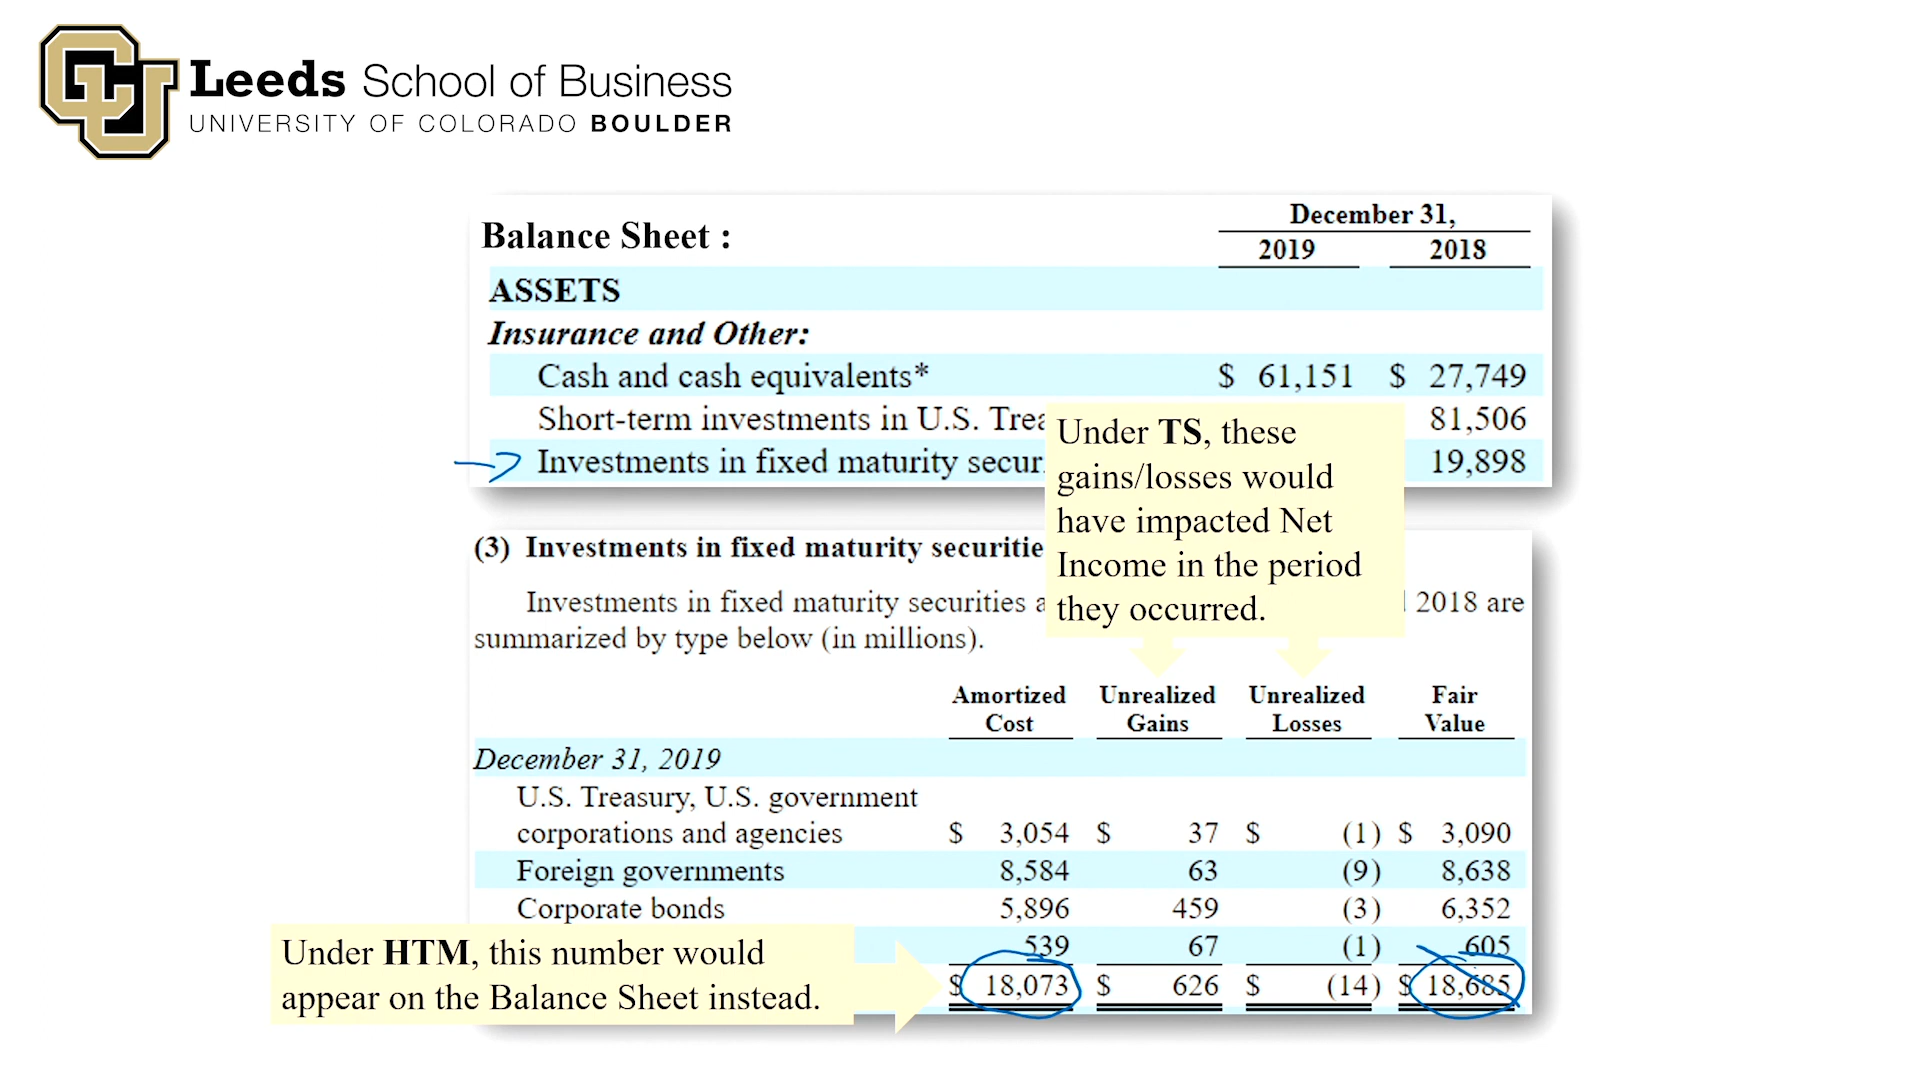 CU
Leeds School of Business
UNIVERSITY OF COLORADO BOULDER
Balance Sheet :
December 31,
2019 2018
ASSETS
Insurance and Other:
Cash and cash equivalents* $ 61,151 $ 27,749
Short-term investments in U.S. 81,506
Investments in fixed maturity 19,898
Under TS, these
gains/losses would
have impacted Net
Income in the period
they occurred.
(3) Investments in fixed maturity
Investments in fixed maturity securities 2018 are
summarized by type below (in millions).
Amortized Unrealized Unrealized Fair
Cost Gains Losses Value
December 31, 2019
U.S. Treasury, U.S. government
corporations and agencies $ 3,054 $ 37 $ (1) $ 3,090
Foreign governments 8,584 63 (9) 8,638
Corporate bonds 5,896 459 (3) 6,352
539 67 (1) 605
$ 18,073 $ 626 $ (14) $ 18,685
Under HTM, this number would
appear on the Balance Sheet instead.